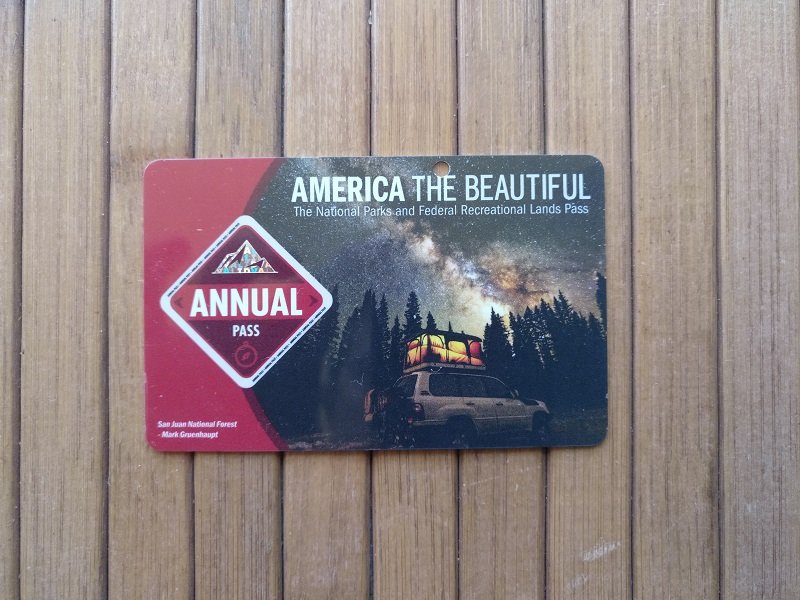 AMERICA THE BEAUTIFUL
The National Parks and Federal Recreational Lands Pass
ANNUAL
PASS
San Juan National Forest
- Mark Gruenhaupt